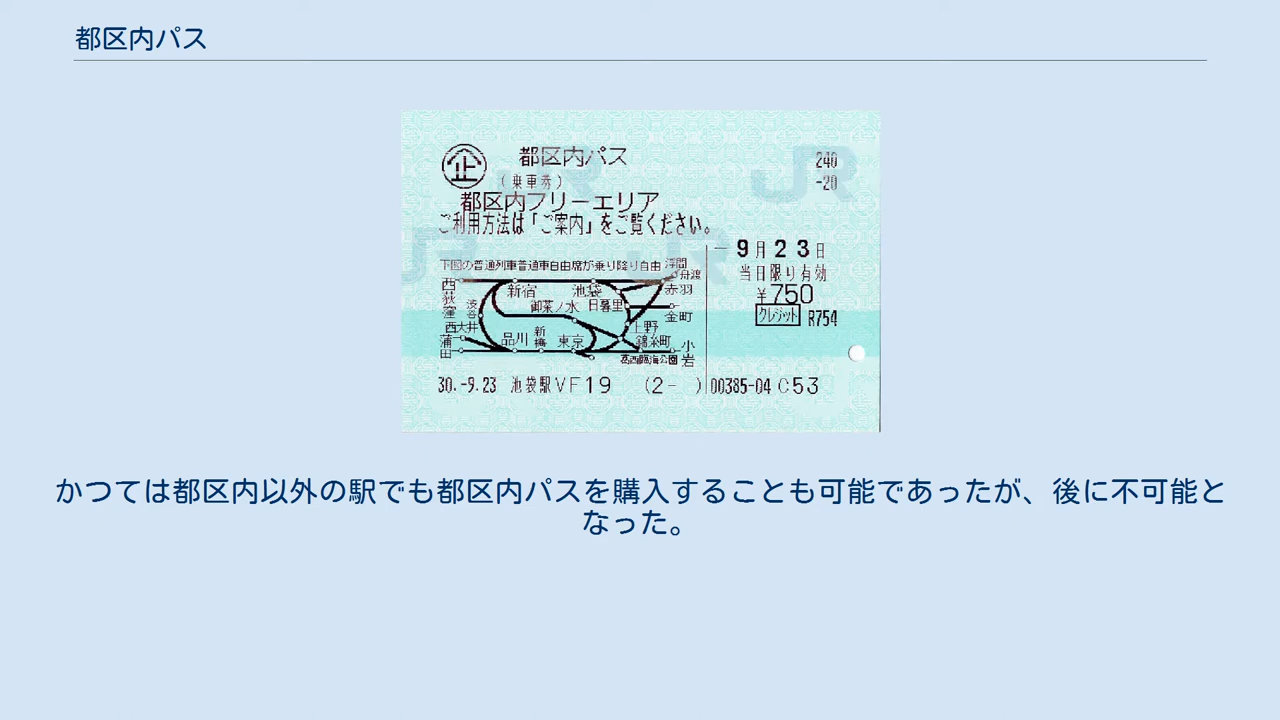 都区内パス
企 都区内パス 240
(乗車券) -20
都区内フリーエリア
ご利用方法は「ご案内」をご覧ください。
-9月23日
下図の普通列車普通車自由席が乗り降り自由 浮間舟渡
当日限り有効
西荻窪 新宿 池袋 赤羽
¥750
渋谷 御茶ノ水 日暮里 金町
クレジット R754
西大井 品川 新橋 東京 上野 錦糸町
蒲田 葛西臨海公園 小岩
30.-9.23 池袋駅VF19 (2- ) 00385-04 C53
かつては都区内以外の駅でも都区内パスを購入することも可能であったが、後に不可能と
なった。
JR
JR
JR
JR